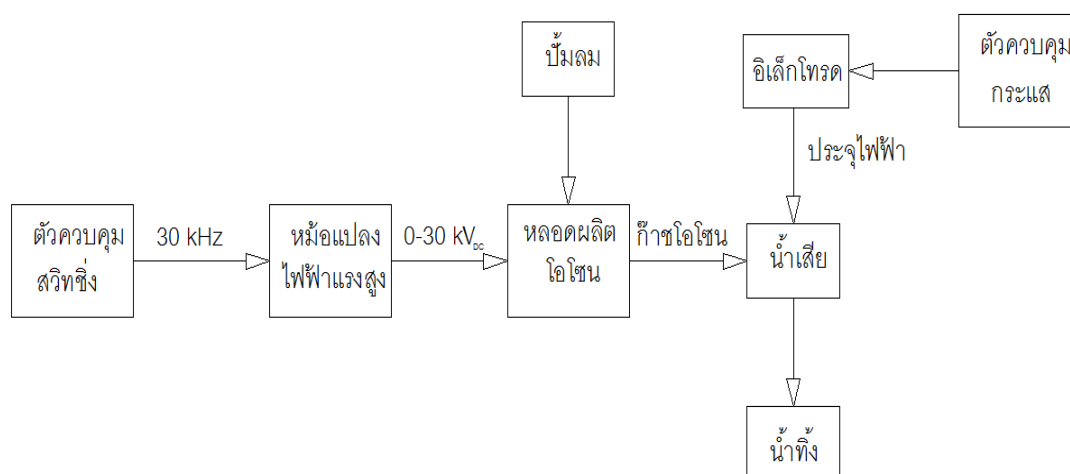 ปั๊มลม
อิเล็กโทรด
ตัวควบคุม
กระแส
ประจุไฟฟ้า
ตัวควบคุม
สวิทชิ่ง
30 kHz
หม้อแปลง
ไฟฟ้าแรงสูง
0-30 kVDC
หลอดผลิต
โอโซน
ก๊าซโอโซน
น้ำเสีย
น้ำทิ้ง